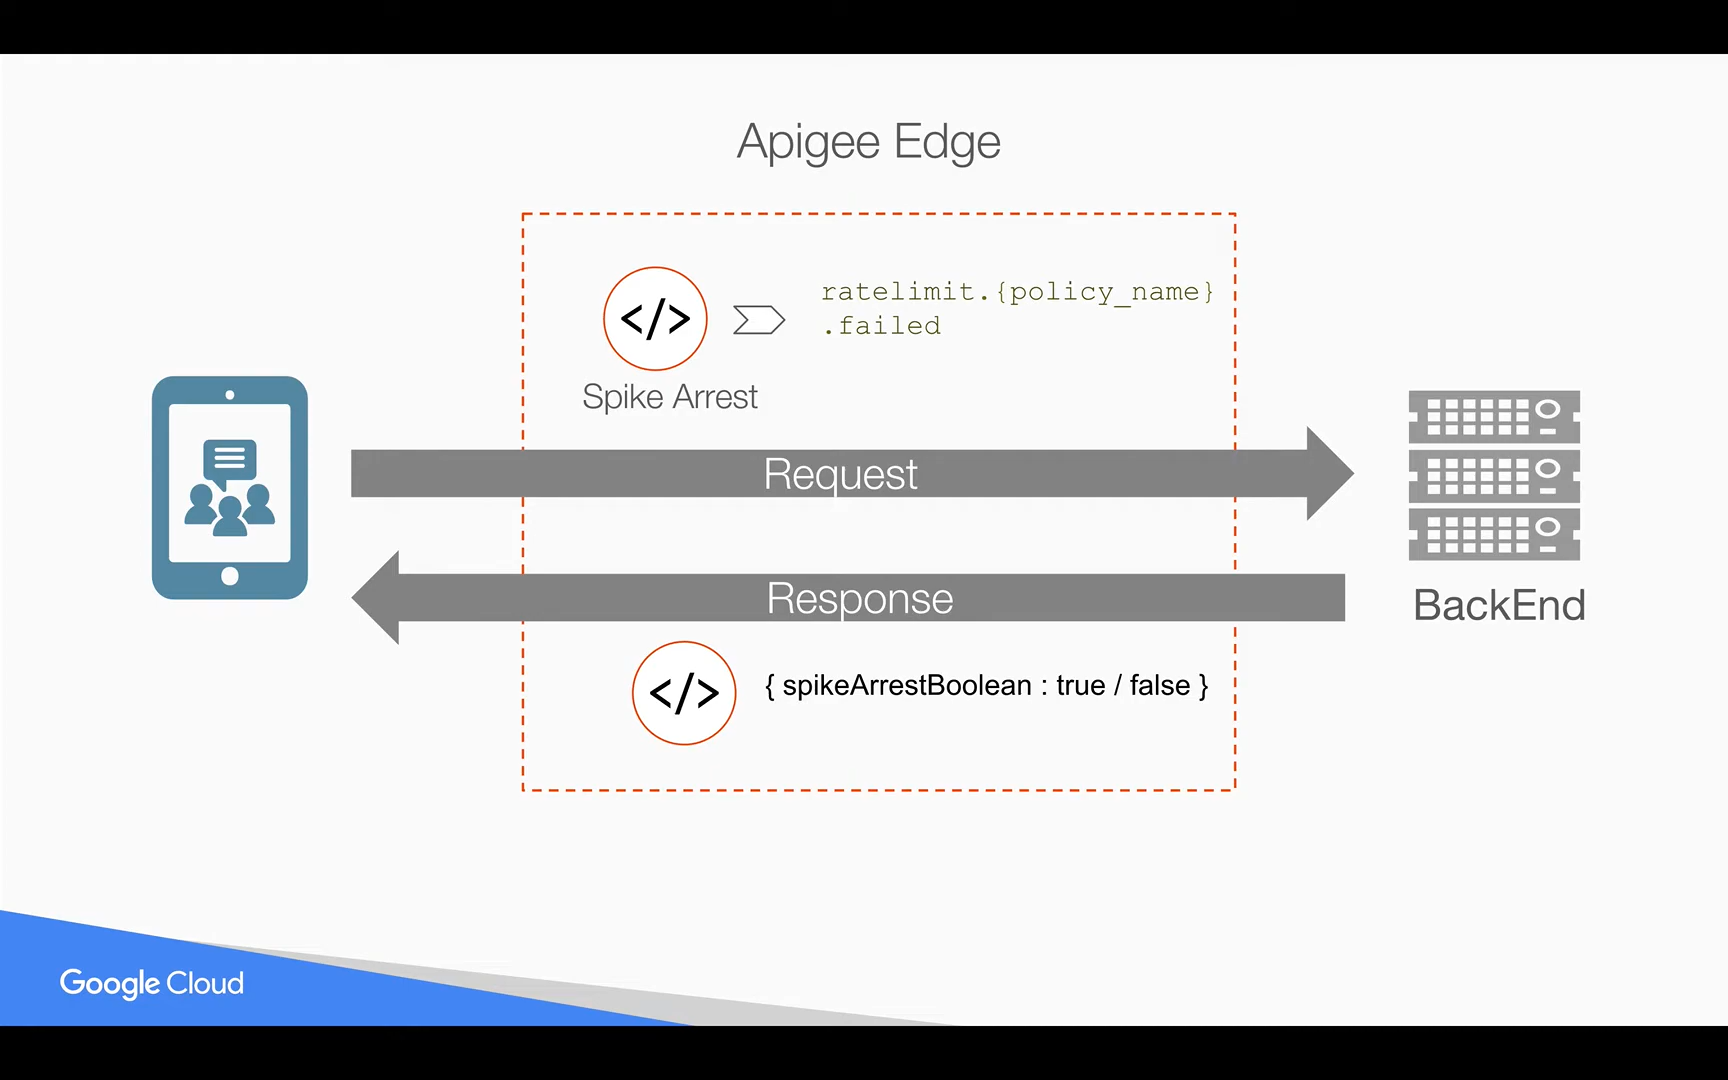 Apigee Edge
</>
ratelimit.{policy_name}
.failed
Spike Arrest
Request
Response
BackEnd
</>
{ spikeArrestBoolean : true / false }
Google Cloud